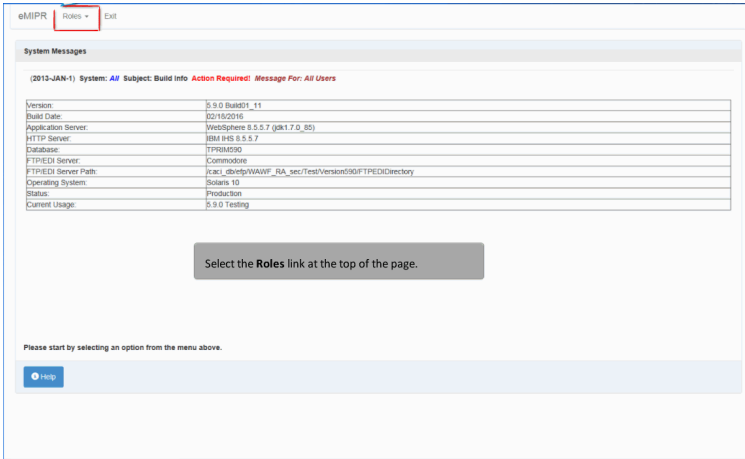 eMIPR Roles Exit
System Messages
(2013-JAN-1) System: All Subject: Build Info Action Required! Message For: All Users
Version: 5.9.0 Build01_11
Build Date: 02/18/2016
Application Server: WebSphere 8.5.5.7 (jdk1.7.0_85)
HTTP Server: IBM IHS 8.5.5.7
Database: TPRIM590
FTP/EDI Server: Commodore
FTP/EDI Server Path: /caci_db/efp/WAWF_RA_sec/Test/Version590/FTPEDIDirectory
Operating System: Solaris 10
Status: Production
Current Usage: 5.9.0 Testing
Select the Roles link at the top of the page.
Please start by selecting an option from the menu above.
Help